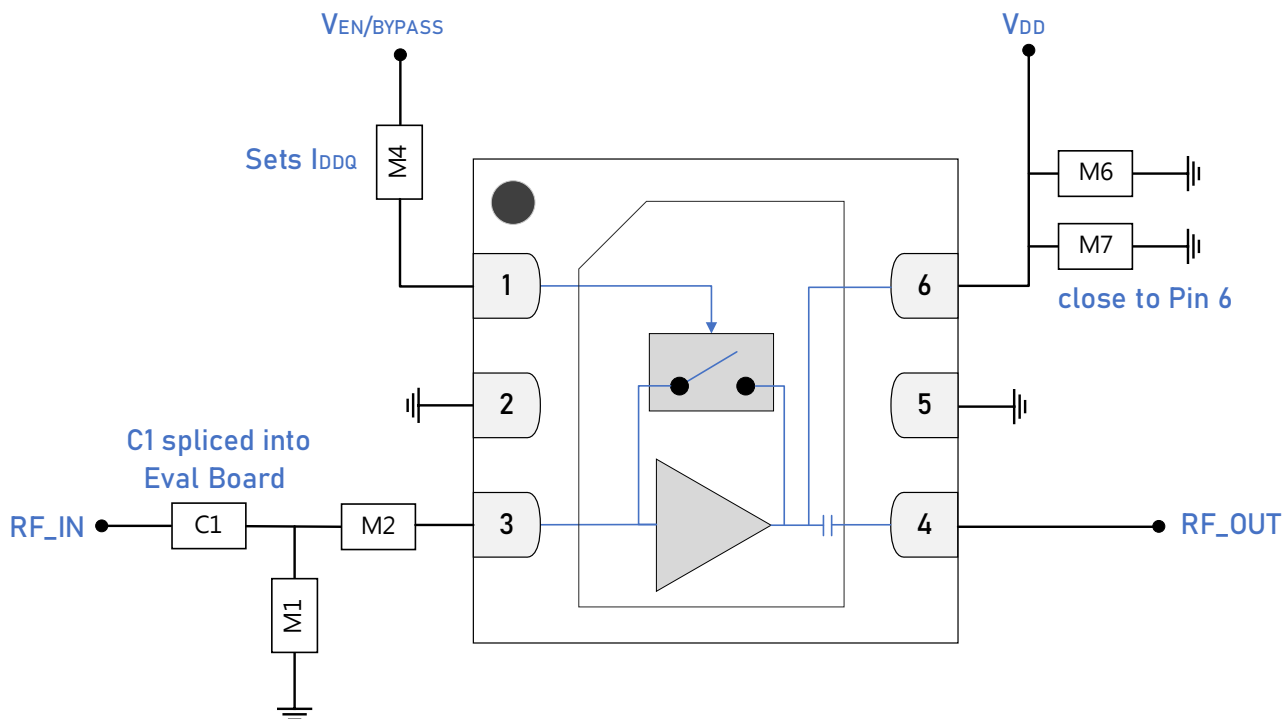 VEN/BYPASS
VDD
Sets IDDQ
M4
M6
M7
close to Pin 6
1
6
2
5
C1 spliced into
Eval Board
RF_IN
C1
M2
3
4
RF_OUT
M1